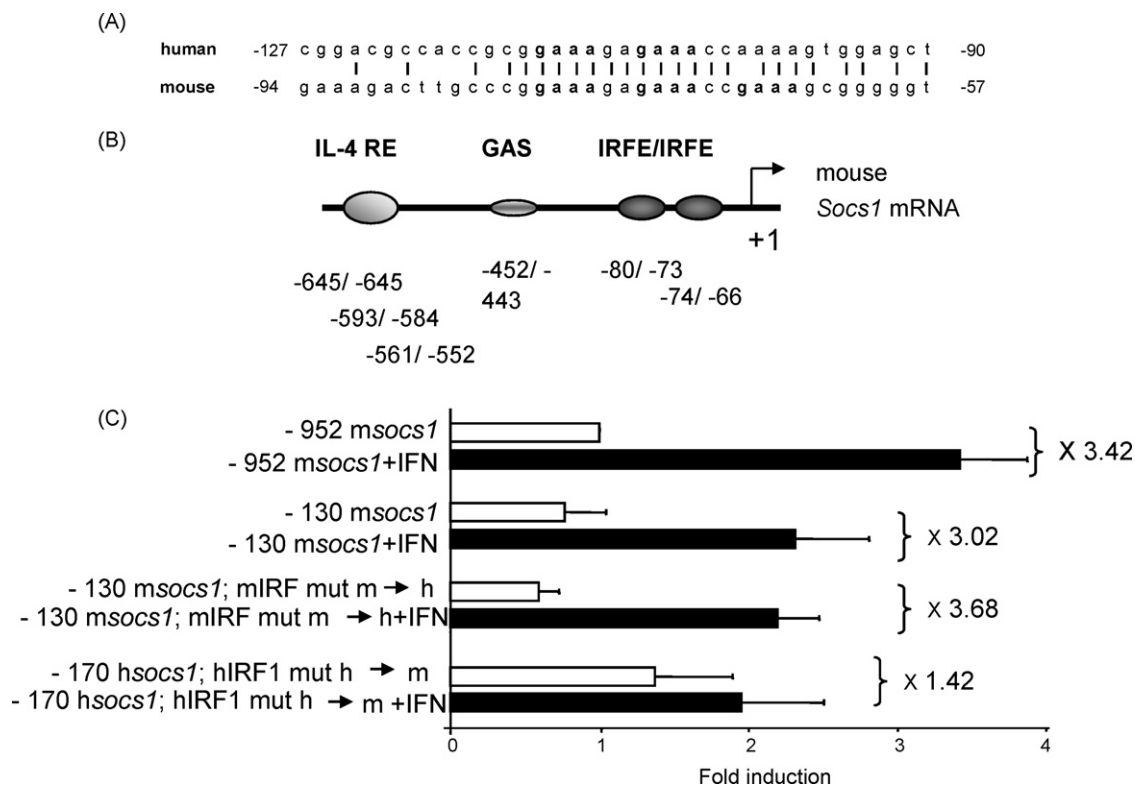 (A)
human -127 c g g a c g c c a c c g c g g a a a g a g a a a c c a a a a g t g g a g c t -90
mouse -94 g a a a g a c t t g c c c g g a a a g a g a a a c c g a a a g c g g g g g t -57
(B)
IL-4 RE GAS IRFE/IRFE
mouse
Socs1 mRNA
+1
-645/ -645
-593/ -584
-561/ -552
-452/ -
443
-80/ -73
-74/ -66
(C)
- 952 msocs1
- 952 msocs1+IFN
X 3.42
- 130 msocs1
- 130 msocs1+IFN
X 3.02
- 130 msocs1; mIRF mut m → h
- 130 msocs1; mIRF mut m → h+IFN
X 3.68
- 170 hsocs1; hIRF1 mut h → m
- 170 hsocs1; hIRF1 mut h → m +IFN
X 1.42
0 1 2 3 4
Fold induction